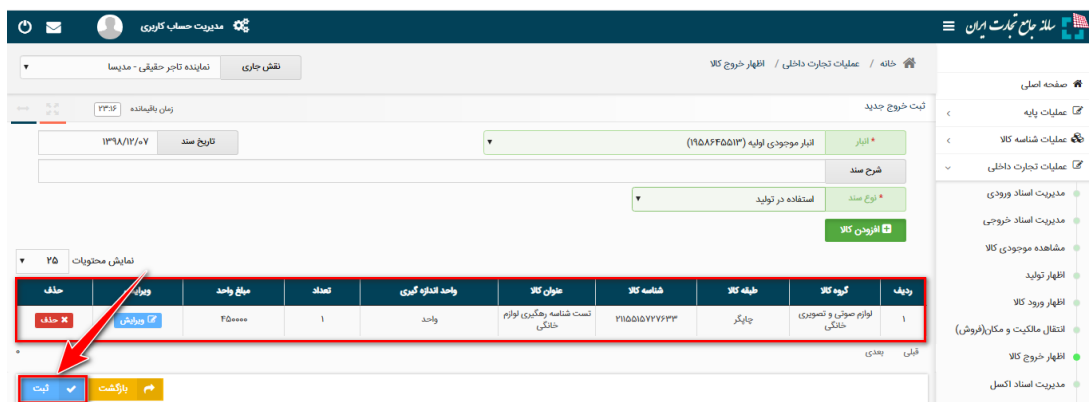 سامانه جامع تجارت ایران
مدیریت حساب کاربری
خانه / عملیات تجارت داخلی / اظهار خروج کالا
نقش جاری
نماینده تاجر حقیقی - مدیسا
ثبت خروج جدید
زمان باقیمانده ۲۳:۱۶
* انبار
انبار موجودی اولیه (۱۹۵۸۶۴۵۵۱۳)
تاریخ سند
۱۳۹۸/۱۲/۰۷
شرح سند
* نوع سند
استفاده در تولید
افزودن کالا
نمایش محتویات ۲۵
ردیف گروه کالا طبقه کالا شناسه کالا عنوان کالا واحد اندازه گیری تعداد مبلغ واحد ویرایش حذف
۱ لوازم صوتی و تصویری خانگی چاپگر ۲۱۱۵۵۱۵۷۲۷۶۳۳ تست شناسه رهگیری لوازم خانگی واحد ۱ ۴۵۰۰۰۰ ویرایش حذف
قبلی بعدی
۰
بازگشت
ثبت
صفحه اصلی
عملیات پایه
عملیات شناسه کالا
عملیات تجارت داخلی
مدیریت اسناد ورودی
مدیریت اسناد خروجی
مشاهده موجودی کالا
اظهار تولید
اظهار ورود کالا
انتقال مالکیت و مکان(فروش)
اظهار خروج کالا
مدیریت اسناد اکسل